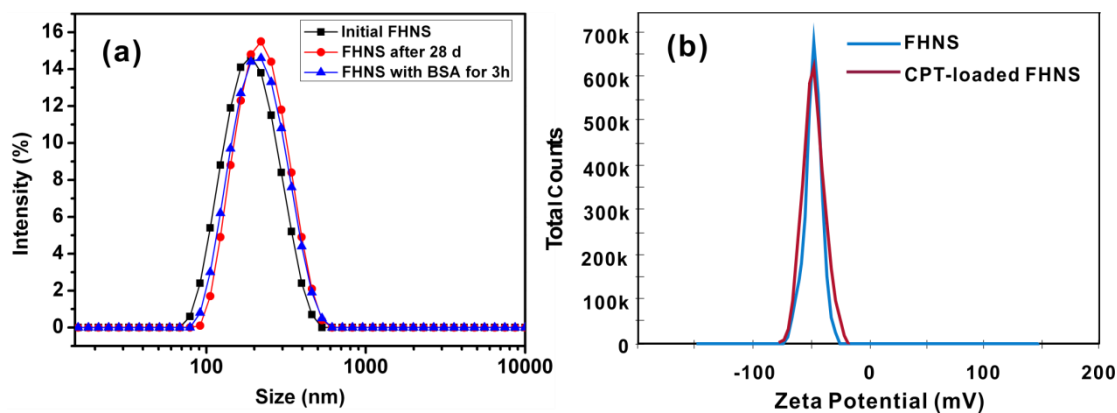 (a)
Initial FHNS
FHNS after 28 d
FHNS with BSA for 3h
Intensity (%)
16
14
12
10
8
6
4
2
0
100
1000
10000
Size (nm)
(b)
FHNS
CPT-loaded FHNS
Total Counts
700k
600k
500k
400k
300k
200k
100k
0
-100
0
100
200
Zeta Potential (mV)